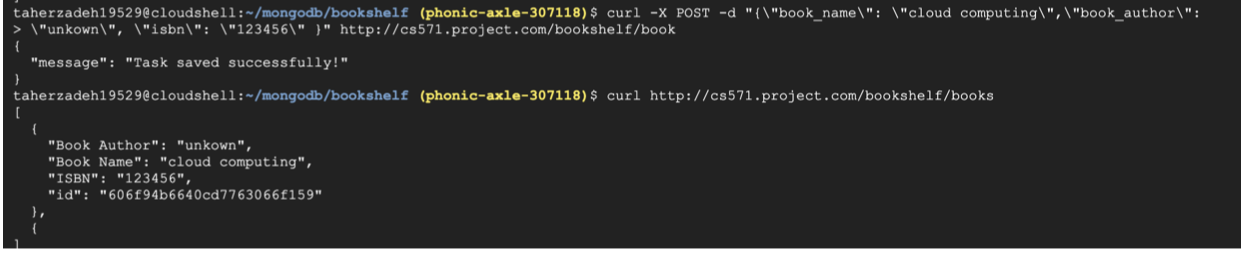 taherzadeh19529@cloudshell:~/mongodb/bookshelf (phonic-axle-307118)$ curl -X POST -d "{\"book_name\": \"cloud computing\",\"book_author\":
> \"unkown\", \"isbn\": \"123456\" }" http://cs571.project.com/bookshelf/book
{
  "message": "Task saved successfully!"
}
taherzadeh19529@cloudshell:~/mongodb/bookshelf (phonic-axle-307118)$ curl http://cs571.project.com/bookshelf/books
[
  {
    "Book Author": "unkown",
    "Book Name": "cloud computing",
    "ISBN": "123456",
    "id": "606f94b6640cd7763066f159"
  },
  {
]